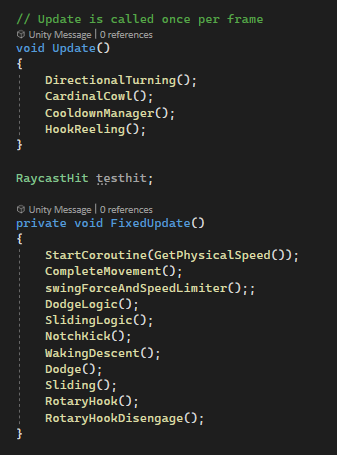 // Update is called once per frame
Unity Message | 0 references
void Update()
{
DirectionalTurning();
CardinalCowl();
CooldownManager();
HookReeling();
}
RaycastHit testhit;
Unity Message | 0 references
private void FixedUpdate()
{
StartCoroutine(GetPhysicalSpeed());
CompleteMovement();
swingForceAndSpeedLimiter();;
DodgeLogic();
SlidingLogic();
NotchKick();
WakingDescent();
Dodge();
Sliding();
RotaryHook();
RotaryHookDisengage();
}